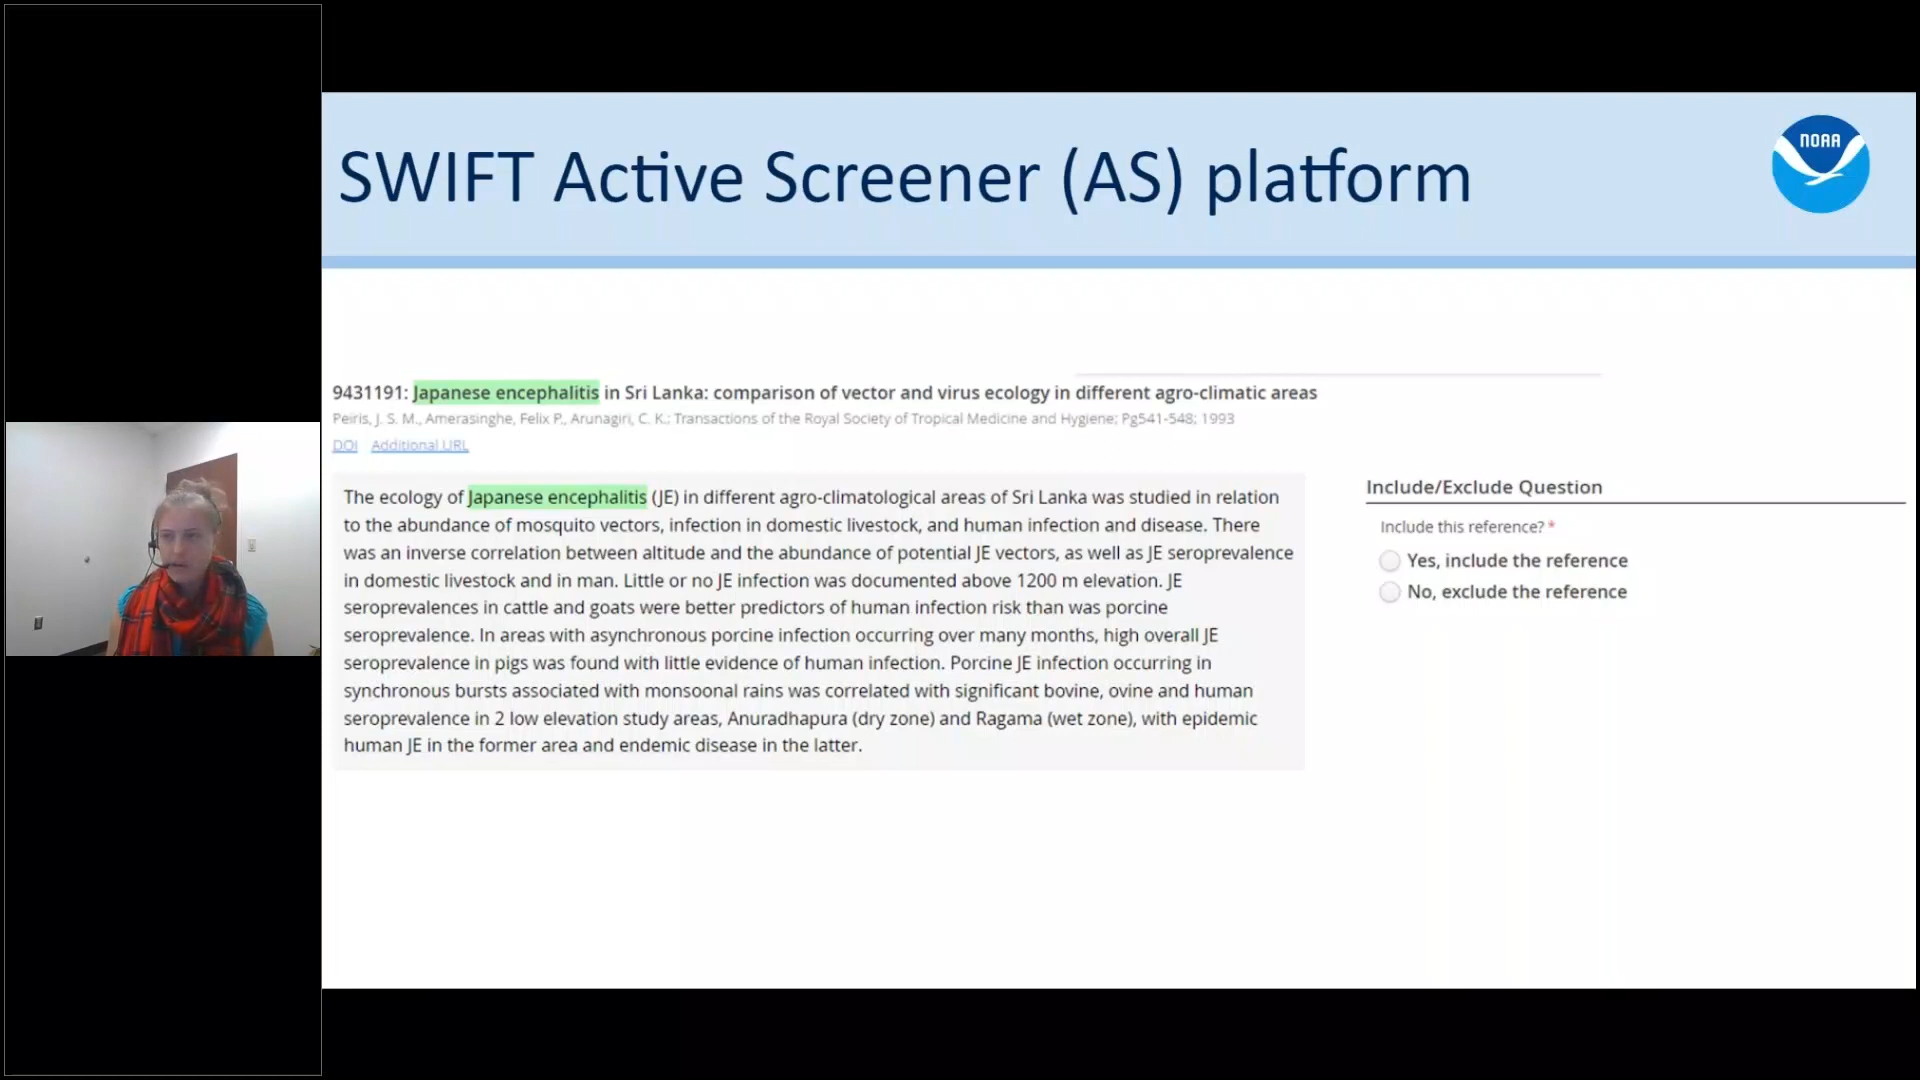 SWIFT Active Screener (AS) platform
NOAA
9431191: Japanese encephalitis in Sri Lanka: comparison of vector and virus ecology in different agro-climatic areas
Peiris, J. S. M., Amerasinghe, Felix P., Arunagiri, C. K.; Transactions of the Royal Society of Tropical Medicine and Hygiene; Pg541-548; 1993
DOI Additional URL
The ecology of Japanese encephalitis (JE) in different agro-climatological areas of Sri Lanka was studied in relation
to the abundance of mosquito vectors, infection in domestic livestock, and human infection and disease. There
was an inverse correlation between altitude and the abundance of potential JE vectors, as well as JE seroprevalence
in domestic livestock and in man. Little or no JE infection was documented above 1200 m elevation. JE
seroprevalences in cattle and goats were better predictors of human infection risk than was porcine
seroprevalence. In areas with asynchronous porcine infection occurring over many months, high overall JE
seroprevalence in pigs was found with little evidence of human infection. Porcine JE infection occurring in
synchronous bursts associated with monsoonal rains was correlated with significant bovine, ovine and human
seroprevalence in 2 low elevation study areas, Anuradhapura (dry zone) and Ragama (wet zone), with epidemic
human JE in the former area and endemic disease in the latter.
Include/Exclude Question
Include this reference? *
Yes, include the reference
No, exclude the reference